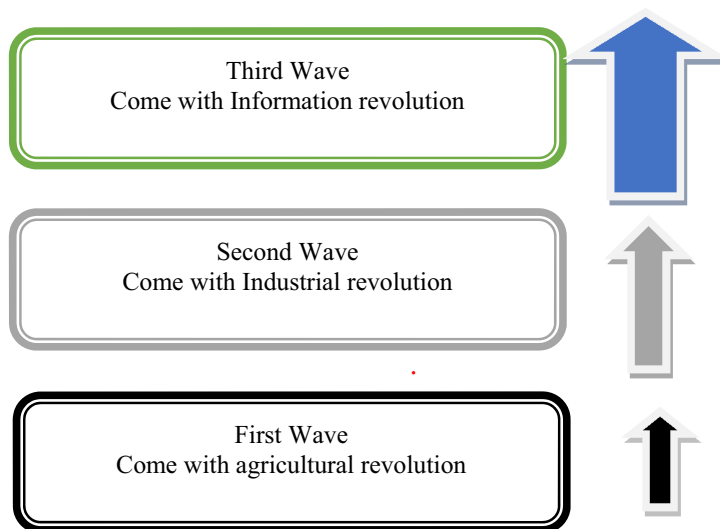 Third Wave
Come with Information revolution
Second Wave
Come with Industrial revolution
First Wave
Come with agricultural revolution